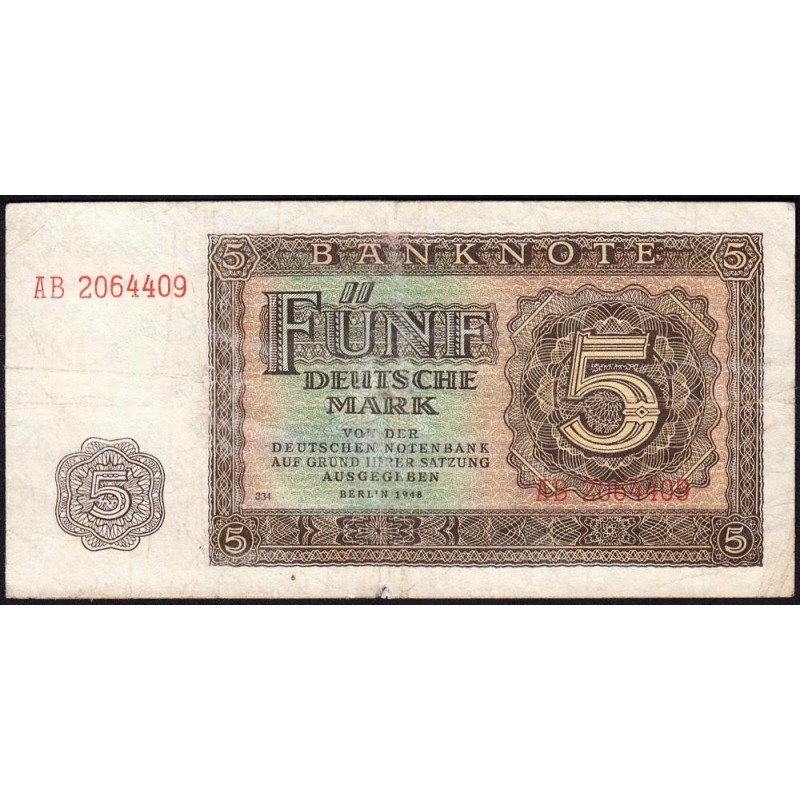 5 BANKNOTE 5
AB 2064409
FÜNF
DEUTSCHE
MARK
5
VON DER
DEUTSCHEN NOTENBANK
AUF GRUND IHRER SATZUNG
AUSGEGEBEN
334 BERLIN 1948
AB 2064409
5
5 5